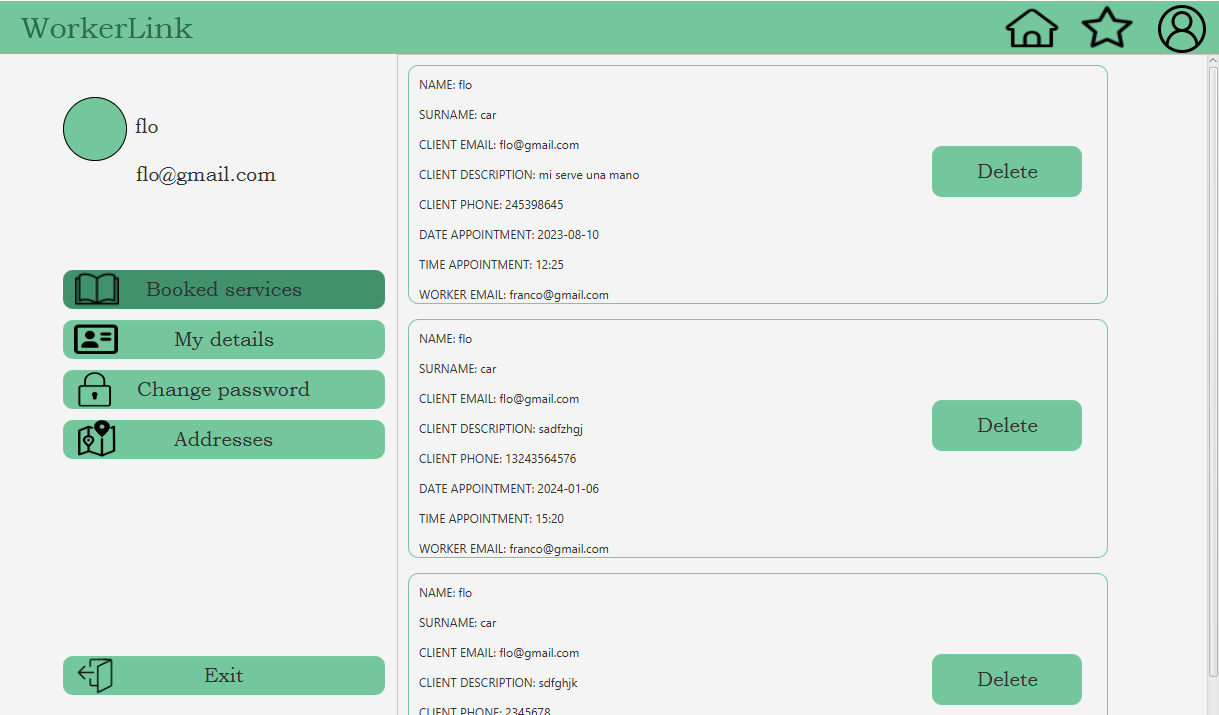 WorkerLink
flo
flo@gmail.com
Booked services
My details
Change password
Addresses
Exit
NAME: flo
SURNAME: car
CLIENT EMAIL: flo@gmail.com
CLIENT DESCRIPTION: mi serve una mano
CLIENT PHONE: 245398645
DATE APPOINTMENT: 2023-08-10
TIME APPOINTMENT: 12:25
WORKER EMAIL: franco@gmail.com
Delete
NAME: flo
SURNAME: car
CLIENT EMAIL: flo@gmail.com
CLIENT DESCRIPTION: sadfzhgj
CLIENT PHONE: 13243564576
DATE APPOINTMENT: 2024-01-06
TIME APPOINTMENT: 15:20
WORKER EMAIL: franco@gmail.com
Delete
NAME: flo
SURNAME: car
CLIENT EMAIL: flo@gmail.com
CLIENT DESCRIPTION: sdfghjk
CLIENT PHONE: 2345678
Delete